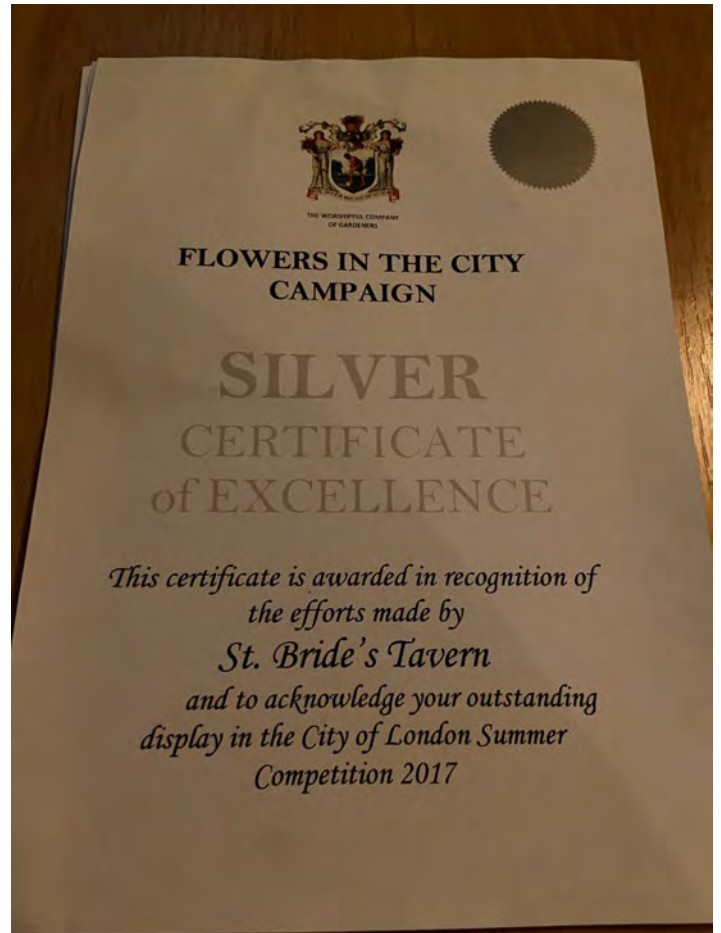 THE WORSHIPFUL COMPANY
OF GARDENERS
FLOWERS IN THE CITY
CAMPAIGN
SILVER
CERTIFICATE
of EXCELLENCE
This certificate is awarded in recognition of
the efforts made by
St. Bride's Tavern
and to acknowledge your outstanding
display in the City of London Summer
Competition 2017